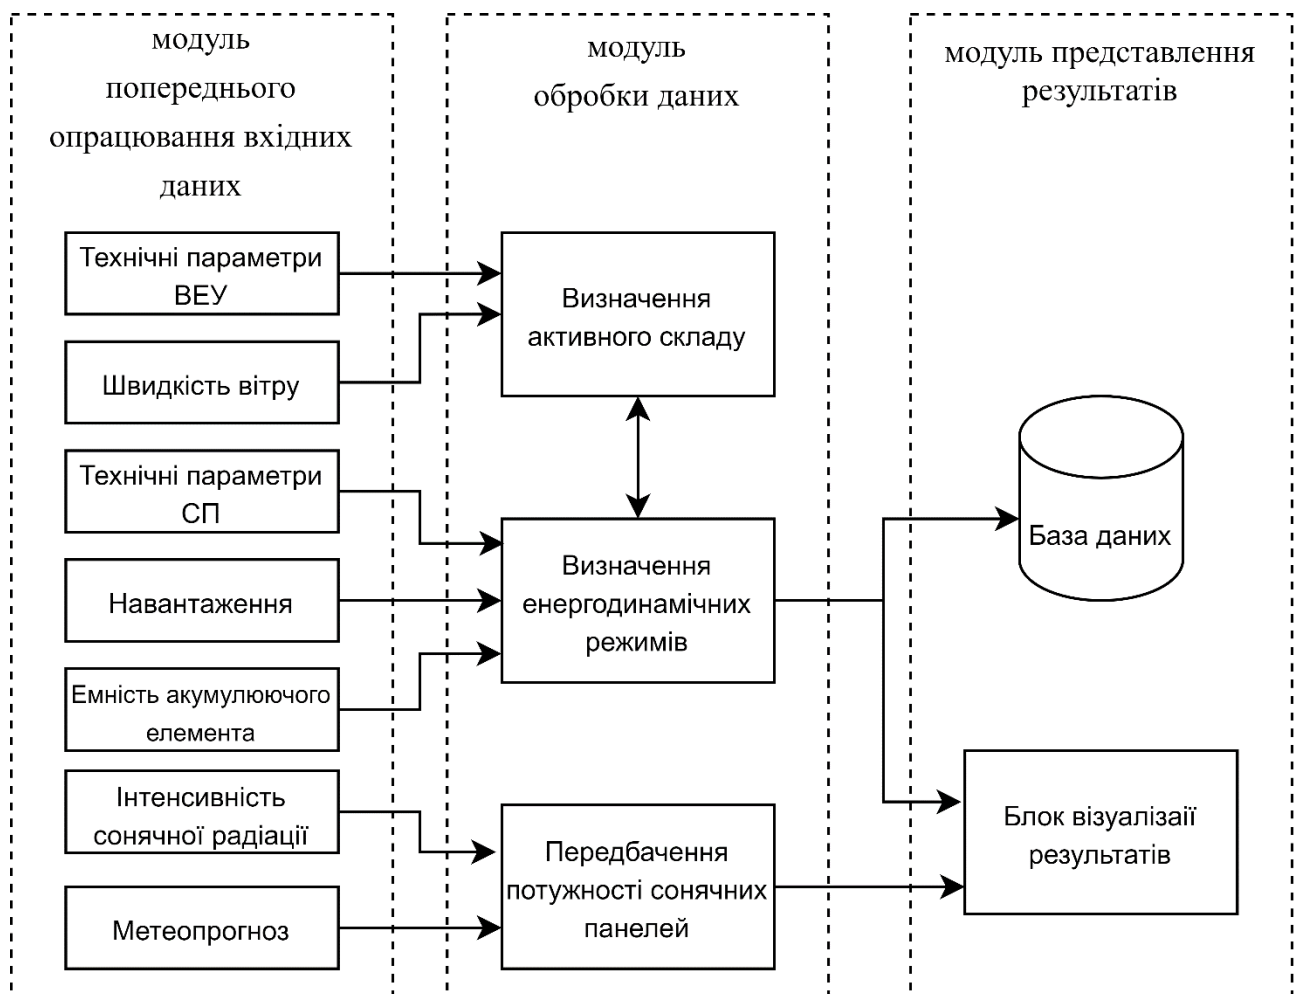 модуль
попереднього
опрацювання вхідних
даних
Технічні параметри
ВЕУ
Швидкість вітру
Технічні параметри
СП
Навантаження
Емність акумулюючого
елемента
Інтенсивність
сонячної радіації
Метеопрогноз
модуль
обробки даних
Визначення
активного складу
Визначення
енергодинамічних
режимів
Передбачення
потужності сонячних
панелей
модуль представлення
результатів
База даних
Блок візуалізаії
результатів